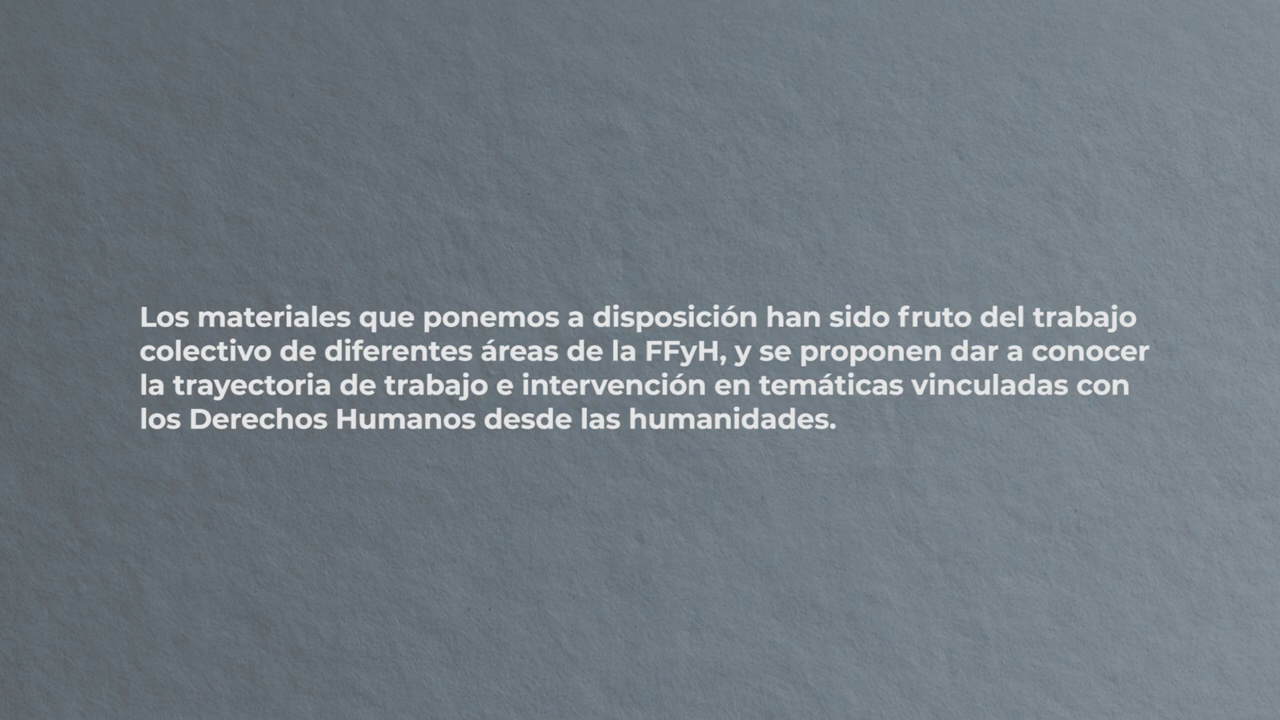 Los materiales que ponemos a disposición han sido fruto del trabajo
colectivo de diferentes áreas de la FFyH, y se proponen dar a conocer
la trayectoria de trabajo e intervención en temáticas vinculadas con
los Derechos Humanos desde las humanidades.